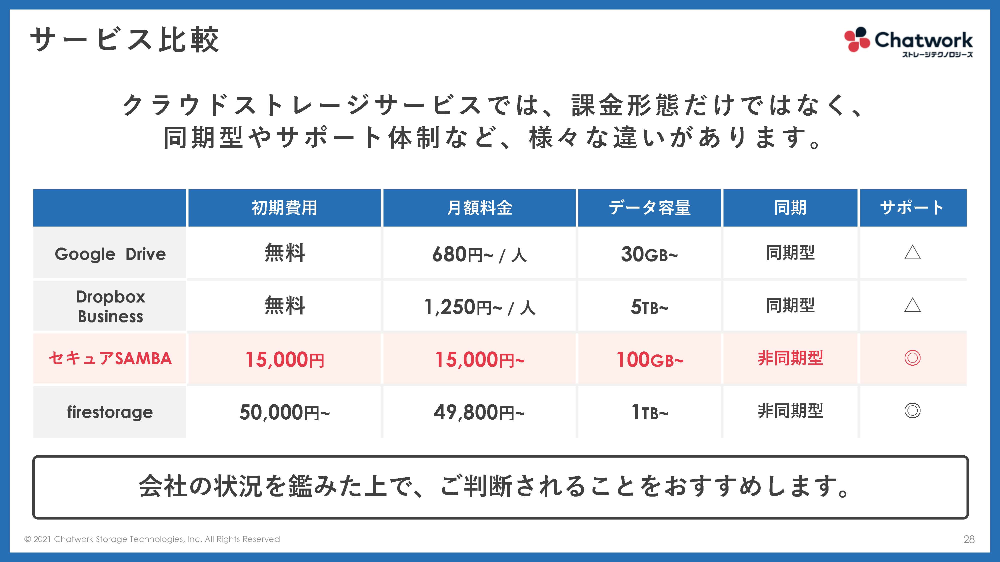 サービス比較
Chatwork
ストレージテクノロジーズ
クラウドストレージサービスでは、課金形態だけではなく、
同期型やサポート体制など、様々な違いがあります。
初期費用 月額料金 データ容量 同期 サポート
Google Drive 無料 680円~ / 人 30GB~ 同期型 △
Dropbox
Business 無料 1,250円~ / 人 5TB~ 同期型 △
セキュアSAMBA 15,000円 15,000円~ 100GB~ 非同期型 ◎
firestorage 50,000円~ 49,800円~ 1TB~ 非同期型 ◎
会社の状況を鑑みた上で、ご判断されることをおすすめします。
© 2021 Chatwork Storage Technologies, Inc. All Rights Reserved
28